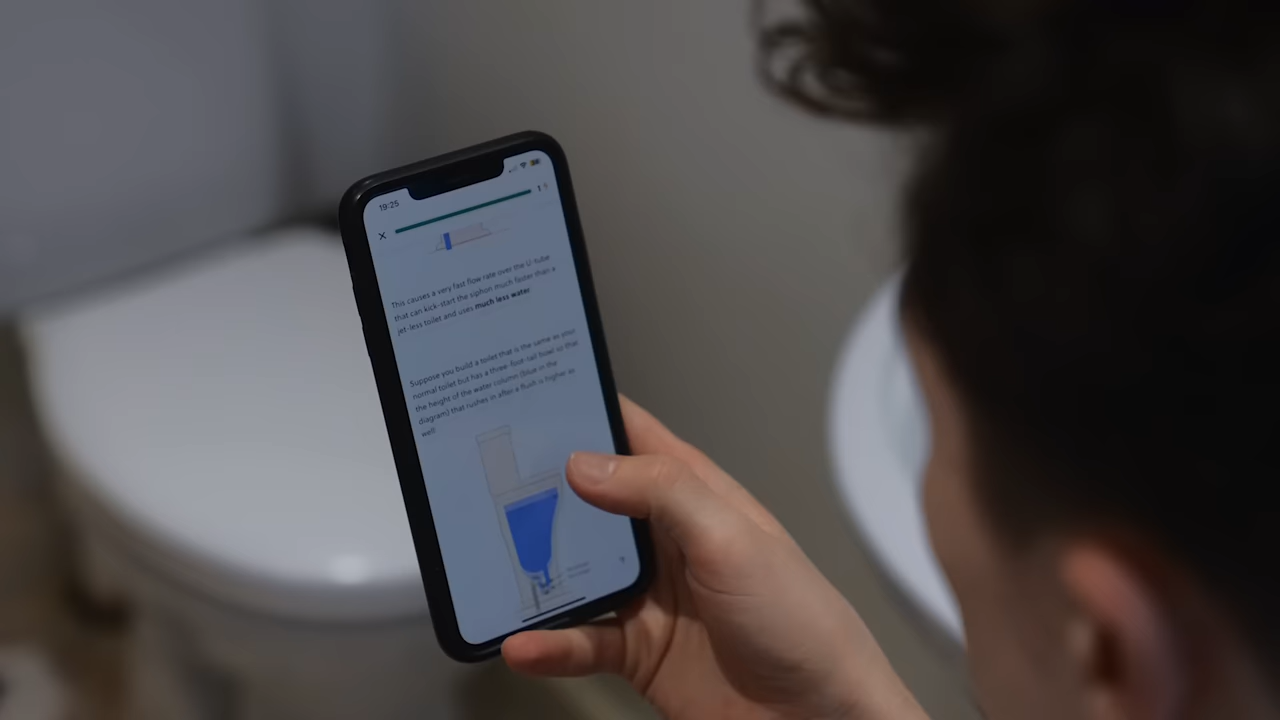 19:25
1
This causes a very fast flow rate over the U-tube
that can kick-start the siphon much faster than a
jet-less toilet and uses much less water.
Suppose you build a toilet that is the same as your
normal toilet but has a three-foot-tall bowl so that
the height of the water column (blue in the
diagram) that rushes in after a flush is higher as
well.